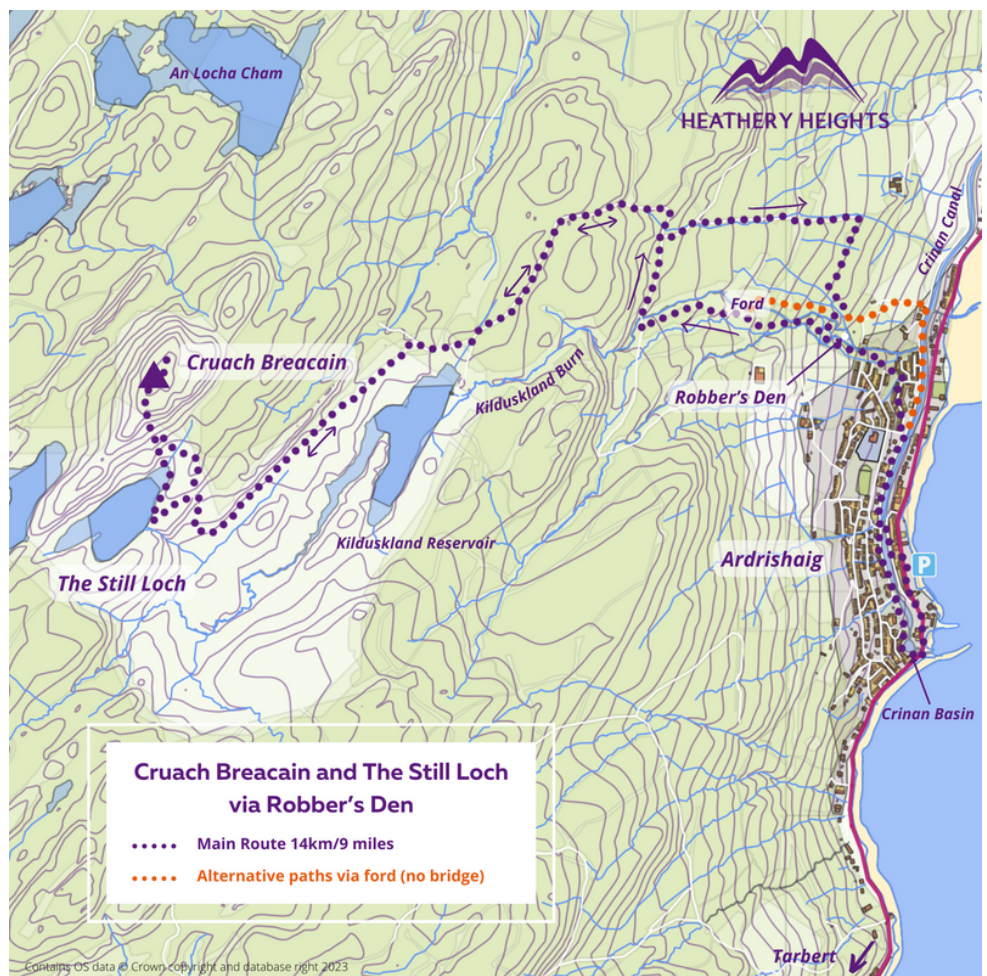 An Locha Cham
HEATHERY HEIGHTS
Crinan Canal
Ford
Cruach Breacain
Kilduskland Burn
Robber's Den
Kilduskland Reservoir
Ardrishaig
P
The Still Loch
Crinan Basin
Cruach Breacain and The Still Loch
via Robber's Den
Main Route 14km/9 miles
Alternative paths via ford (no bridge)
Tarbert
Contains OS data © Crown copyright and database right 2023